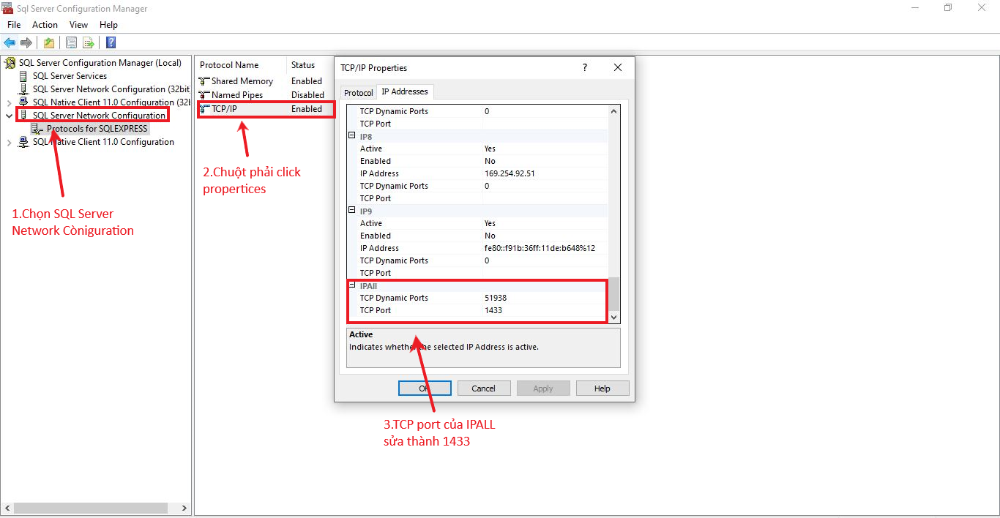 Sql Server Configuration Manager
File Action View Help
SQL Server Configuration Manager (Local)
SQL Server Services
SQL Server Network Configuration (32bit
SQL Native Client 11.0 Configuration (32b
SQL Server Network Configuration
Protocols for SQLEXPRESS
SQL Native Client 11.0 Configuration
1.Chọn SQL Server
Network Còniguration
Protocol Name Status
Shared Memory Enabled
Named Pipes Disabled
TCP/IP Enabled
2.Chuột phải click
propertices
TCP/IP Properties ?
Protocol IP Addresses
TCP Dynamic Ports 0
TCP Port
IP8
Active Yes
Enabled No
IP Address 169.254.92.51
TCP Dynamic Ports 0
TCP Port
IP9
Active Yes
Enabled No
IP Address fe80::f91b:36ff:11de:b648%12
TCP Dynamic Ports 0
TCP Port
IPAll
TCP Dynamic Ports 51938
TCP Port 1433
Active
Indicates whether the selected IP Address is active.
OK Cancel Apply Help
3.TCP port của IPALL
sửa thành 1433